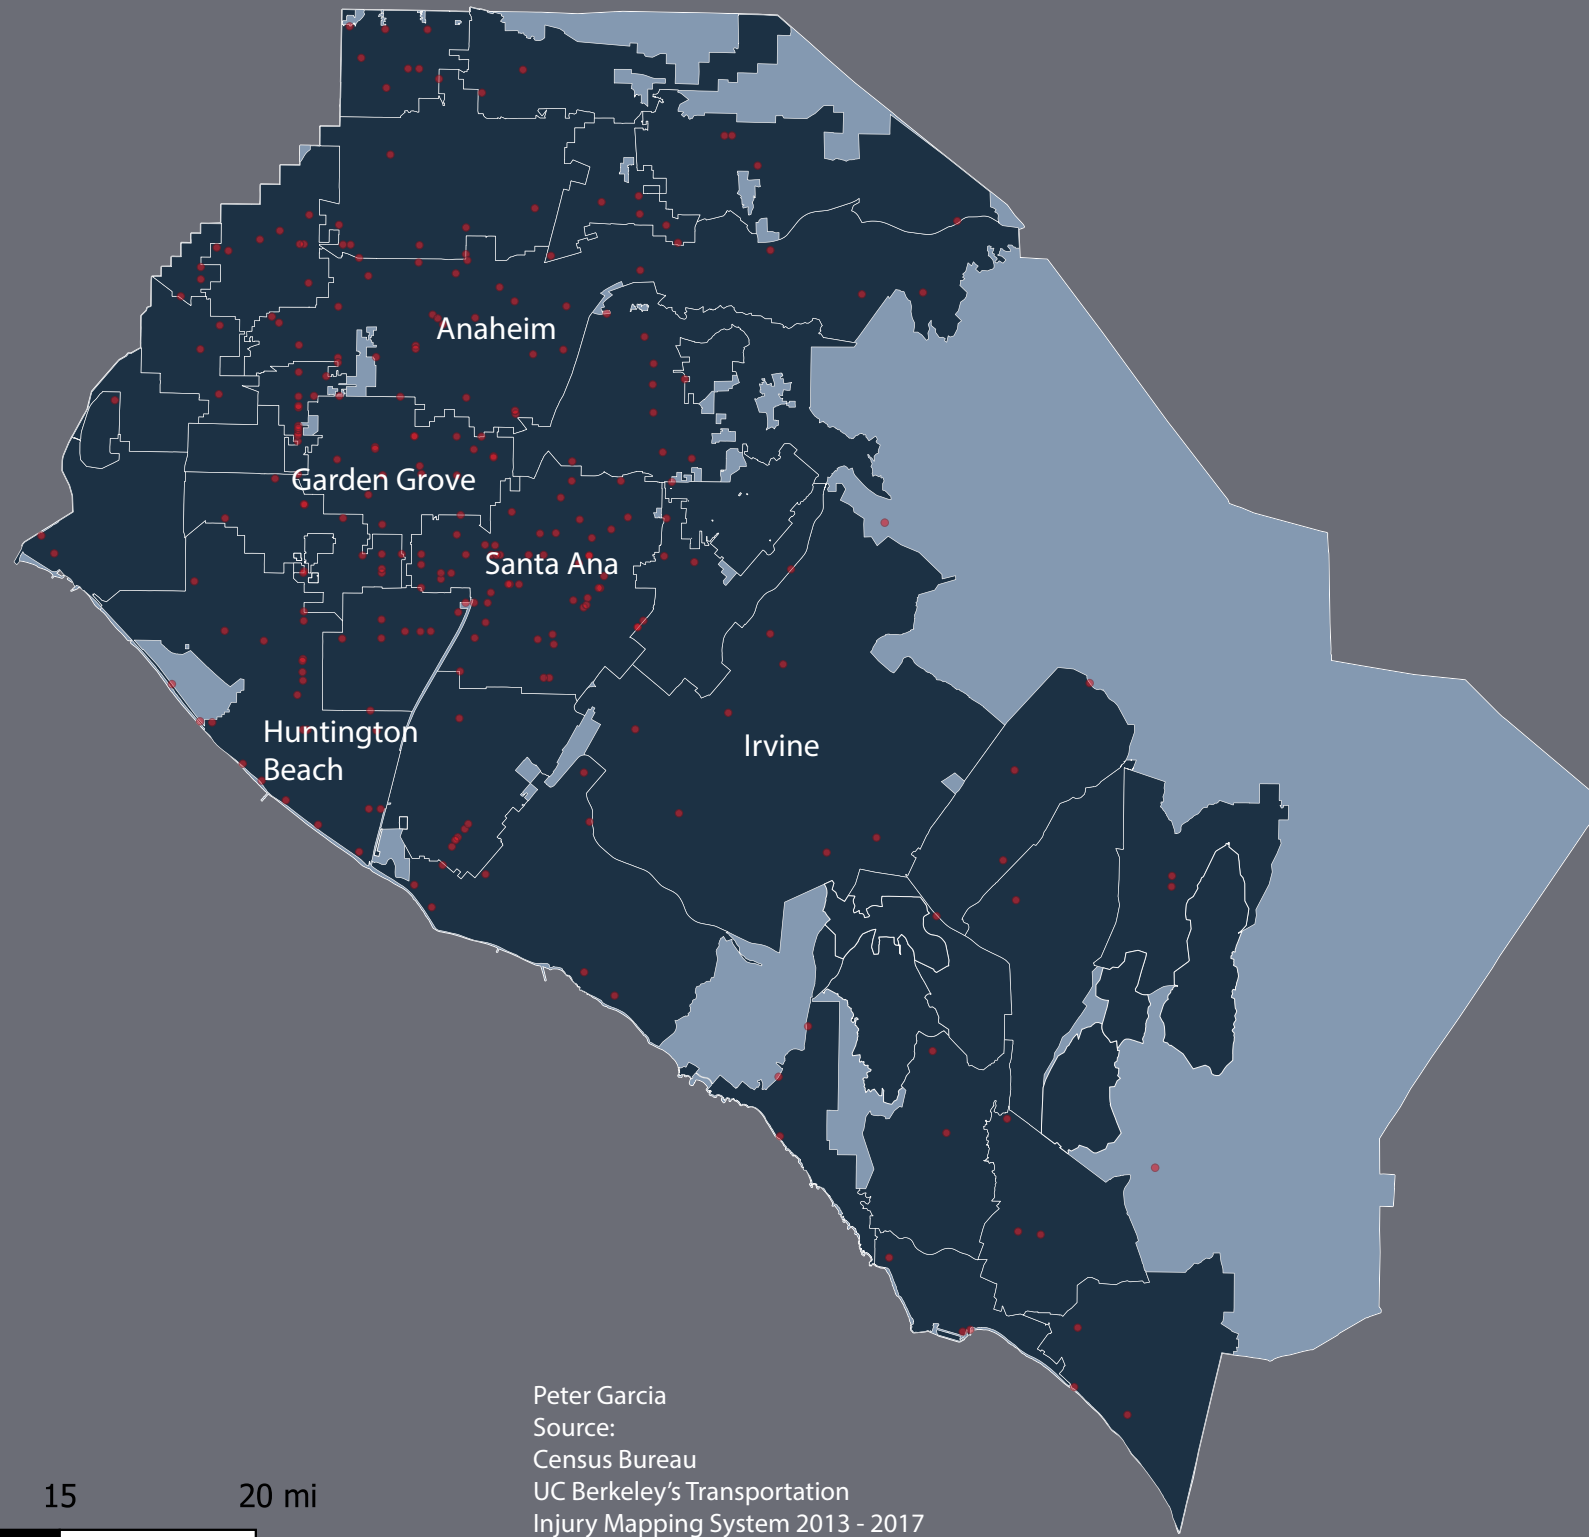 Anaheim
Garden Grove
Santa Ana
Huntington
Beach
Irvine
Peter Garcia
Source:
Census Bureau
UC Berkeley’s Transportation
Injury Mapping System 2013 - 2017
15
20 mi